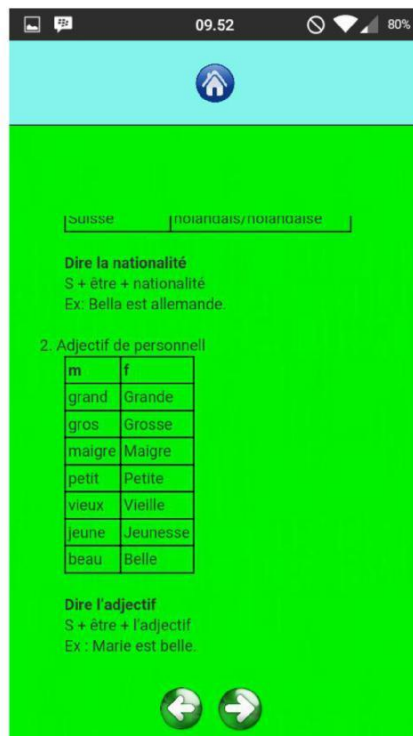 09.52
80%
Suisse holandais/holandaise
Dire la nationalité
S + être + nationalité
Ex: Bella est allemande.
2. Adjectif de personnell
m f
grand Grande
gros Grosse
maigre Maigre
petit Petite
vieux Vieille
jeune Jeunesse
beau Belle
Dire l'adjectif
S + être + l'adjectif
Ex : Marie est belle.